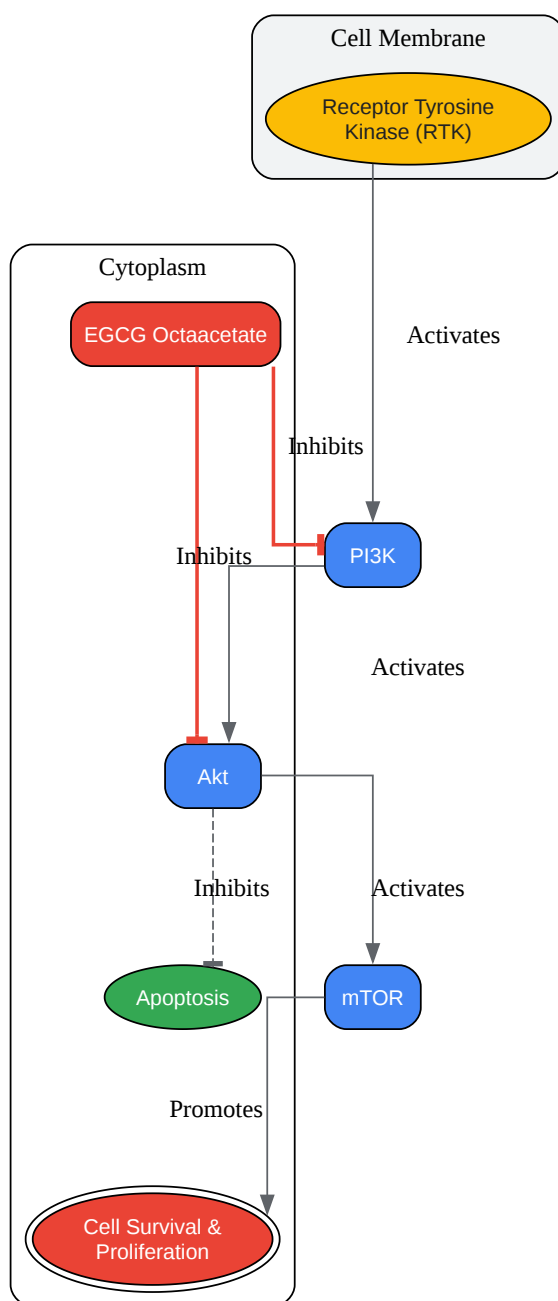 Cell Membrane
Receptor Tyrosine
Kinase (RTK)
Cytoplasm
EGCG Octaacetate
Activates
Inhibits
PI3K
Inhibits
Activates
Akt
Inhibits
Activates
Apoptosis
mTOR
Promotes
Cell Survival &
Proliferation